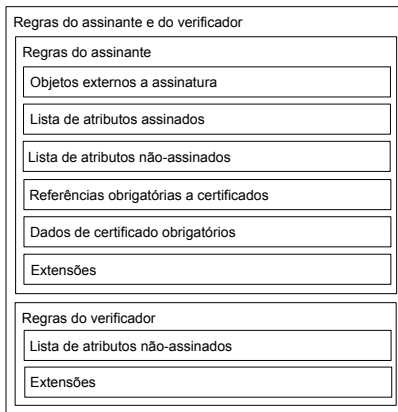 Regras do assinante e do verificador
Regras do assinante
Objetos externos a assinatura
Lista de atributos assinados
Lista de atributos não-assinados
Referências obrigatórias a certificados
Dados de certificado obrigatórios
Extensões
Regras do verificador
Lista de atributos não-assinados
Extensões